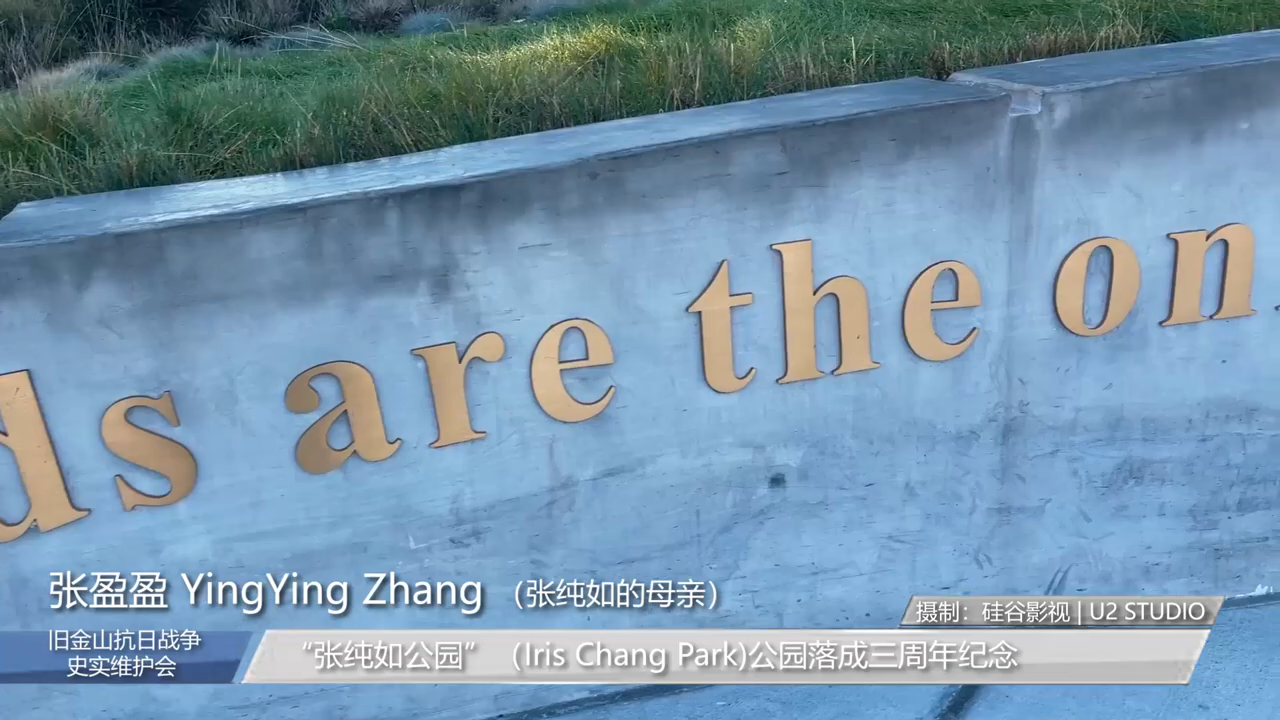 ds are the on
张盈盈 YingYing Zhang （张纯如的母亲）
摄制：硅谷影视 | U2 STUDIO
旧金山抗日战争
史实维护会
“张纯如公园” （Iris Chang Park)公园落成三周年纪念